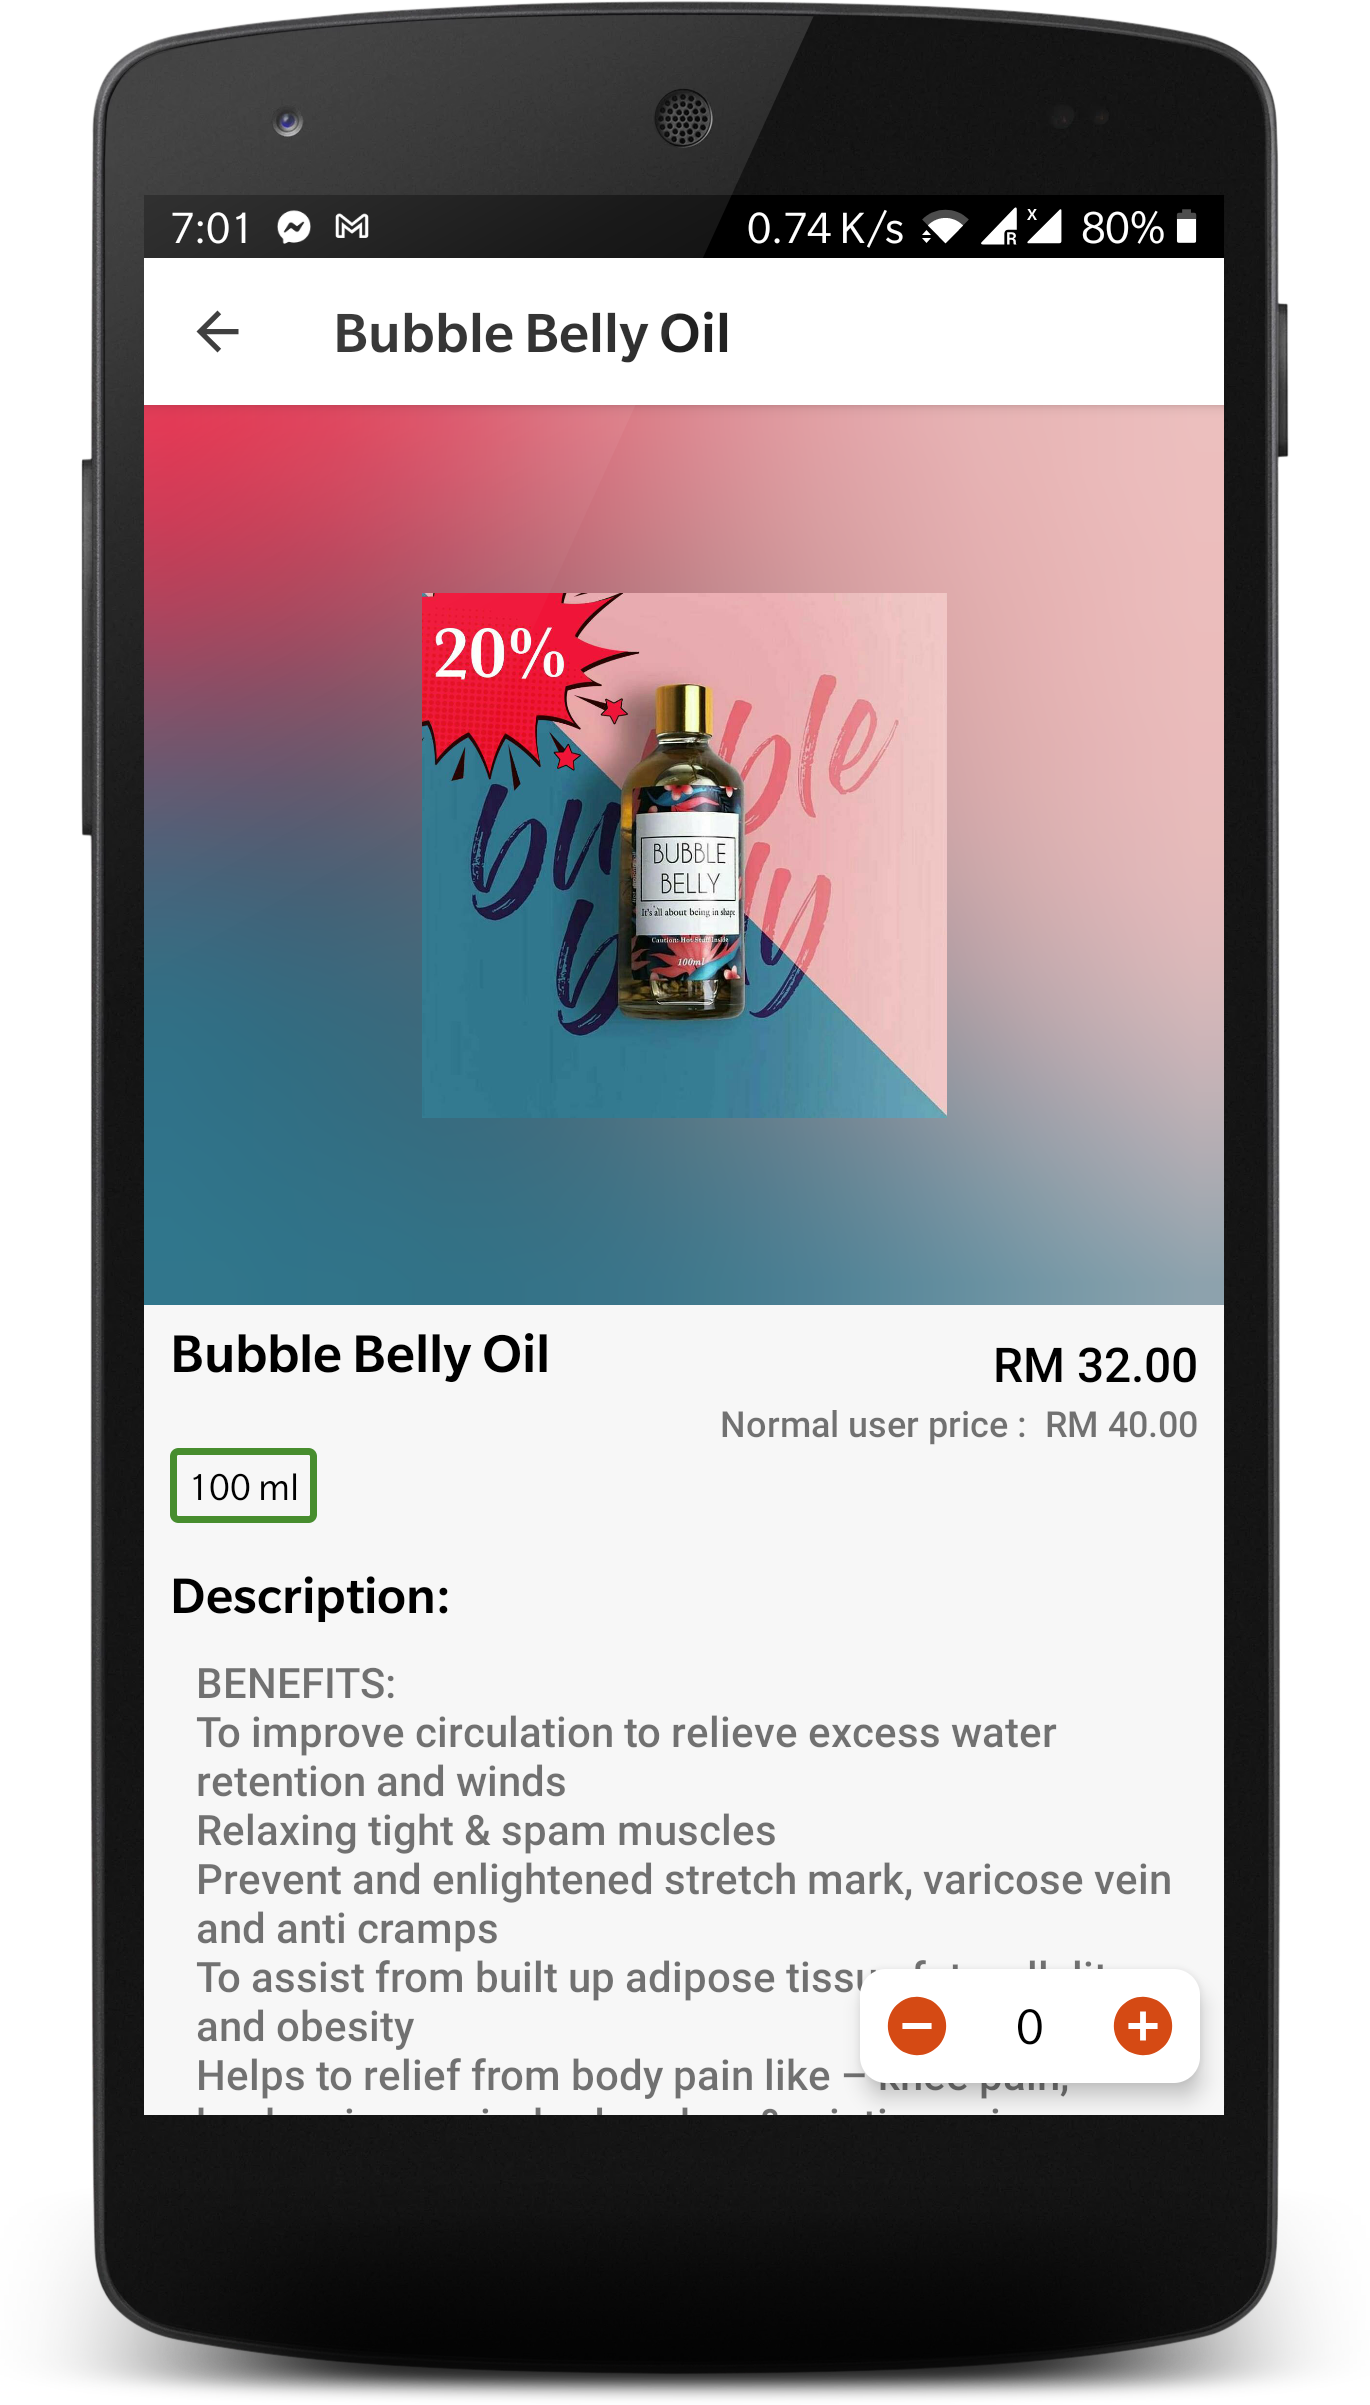 7:01
0.74 K/s
R
x
80%
Bubble Belly Oil
20%
bubble
belly
BUBBLE
BELLY
It's all about being in shape
Caution: Hot Stuff Inside
100ml
Bubble Belly Oil
RM 32.00
Normal user price : RM 40.00
100 ml
Description:
BENEFITS:
To improve circulation to relieve excess water
retention and winds
Relaxing tight & spam muscles
Prevent and enlightened stretch mark, varicose vein
and anti cramps
To assist from built up adipose
and obesity
Helps to relief from body pain like – knee pain,
0